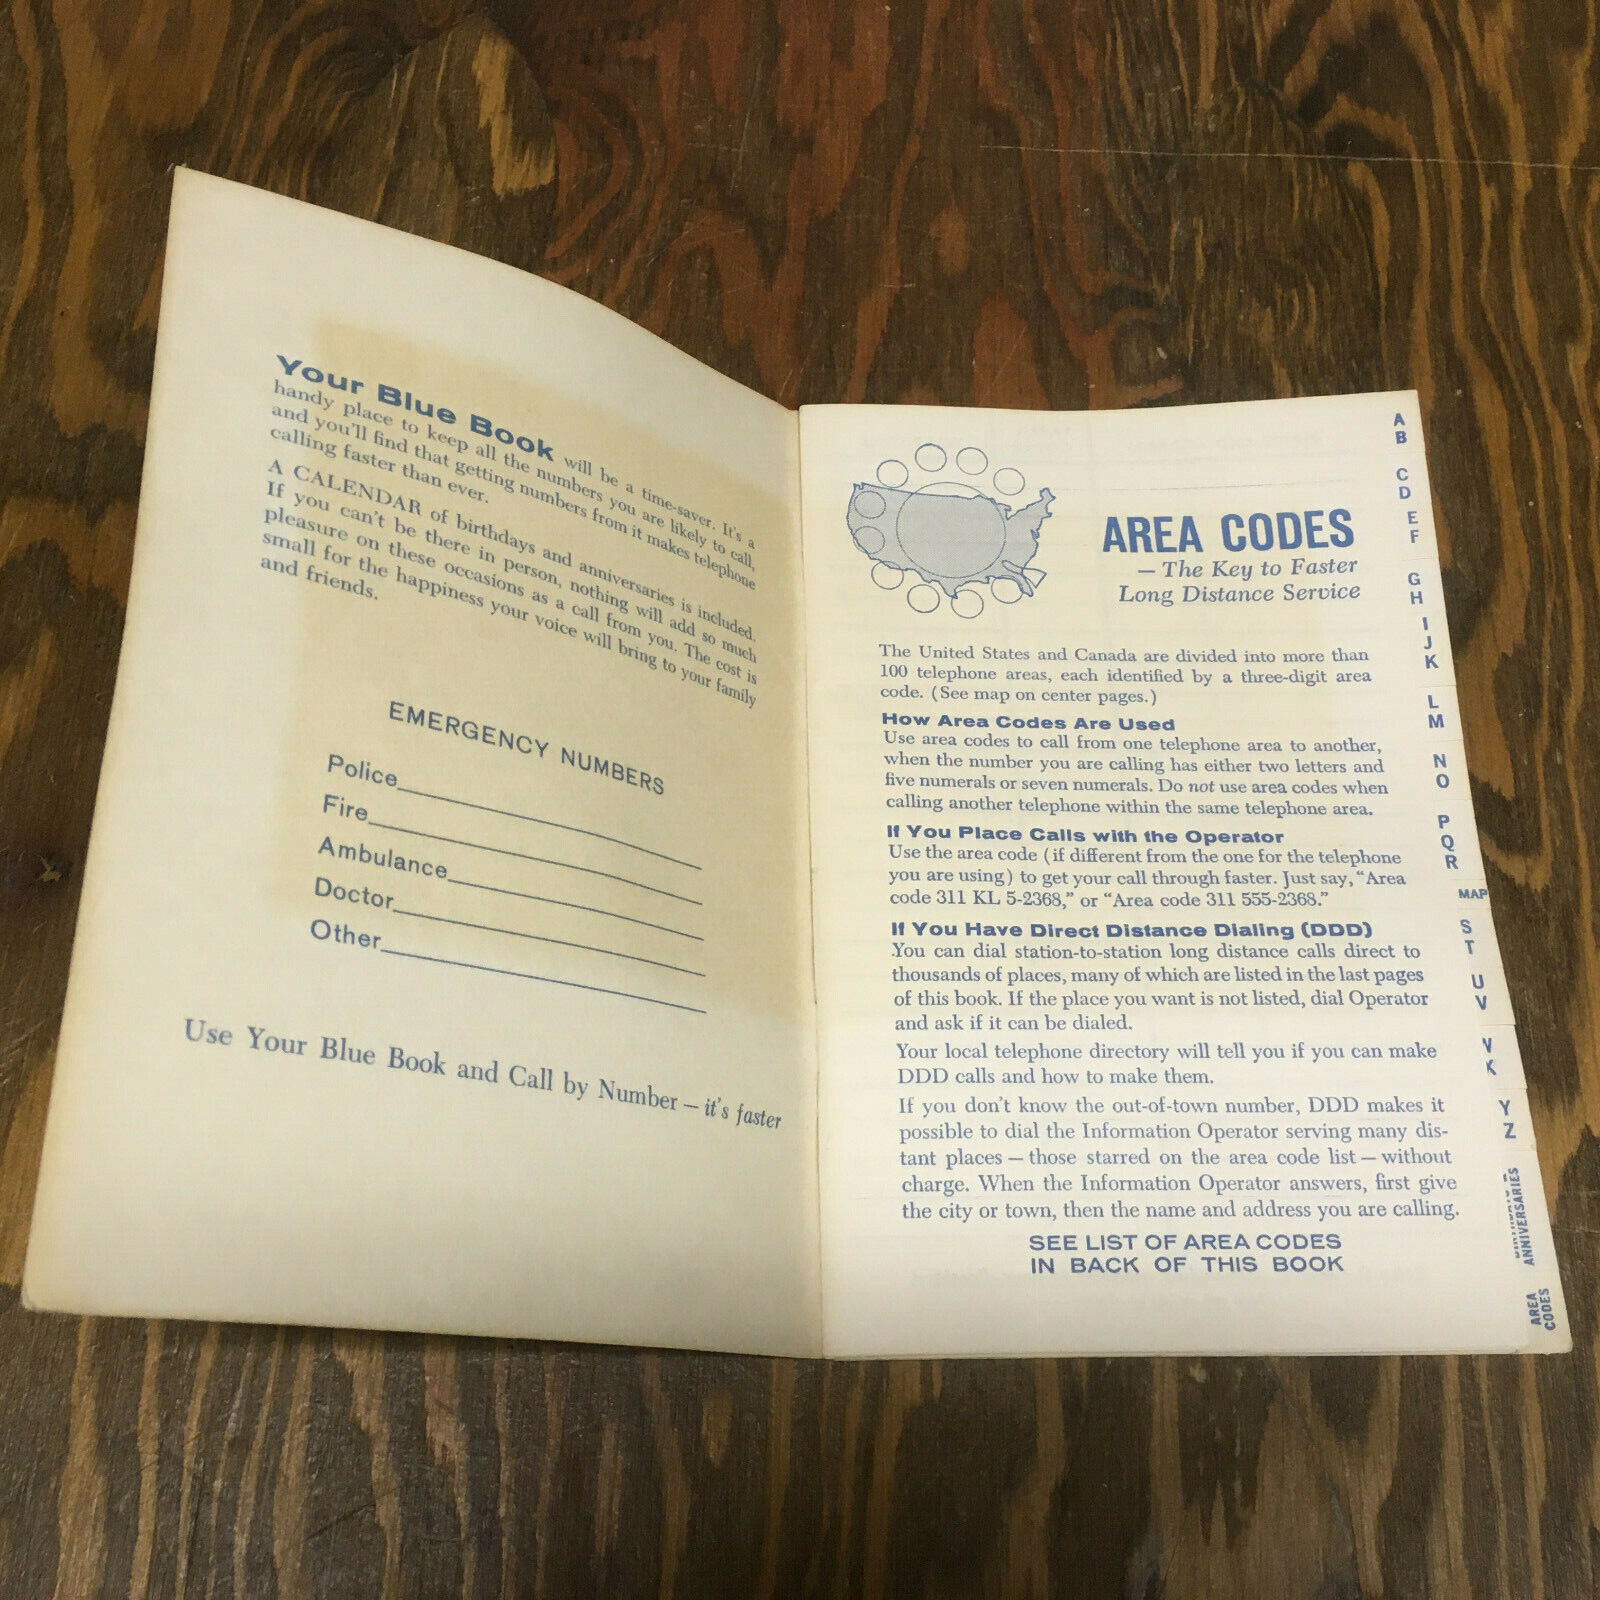 Your Blue Book will be a time-saver. It's a
handy place to keep all the numbers you are likely to call,
and you'll find that getting numbers from it makes telephone
calling faster than ever.
A CALENDAR of birthdays and anniversaries is included.
If you can't be there in person, nothing will add so much
pleasure on these occasions as a call from you. The cost is
small for the happiness your voice will bring to your family
and friends.
EMERGENCY NUMBERS
Police
Fire
Ambulance
Doctor
Other
Use Your Blue Book and Call by Number – it's faster
AREA CODES
— The Key to Faster
Long Distance Service
The United States and Canada are divided into more than
100 telephone areas, each identified by a three-digit area
code. (See map on center pages.)
How Area Codes Are Used
Use area codes to call from one telephone area to another,
when the number you are calling has either two letters and
five numerals or seven numerals. Do not use area codes when
calling another telephone within the same telephone area.
If You Place Calls with the Operator
Use the area code (if different from the one for the telephone
you are using) to get your call through faster. Just say, "Area
code 311 KL 5-2368," or "Area code 311 555-2368."
If You Have Direct Distance Dialing (DDD)
You can dial station-to-station long distance calls direct to
thousands of places, many of which are listed in the last pages
of this book. If the place you want is not listed, dial Operator
and ask if it can be dialed.
Your local telephone directory will tell you if you can make
DDD calls and how to make them.
If you don't know the out-of-town number, DDD makes it
possible to dial the Information Operator serving many dis-
tant places — those starred on the area code list — without
charge. When the Information Operator answers, first give
the city or town, then the name and address you are calling.
SEE LIST OF AREA CODES
IN BACK OF THIS BOOK
A
B
C
D
E
F
G
H
I
J
K
L
M
N
O
P
Q
R
MAP
S
T
U
V
Y
Z
ANNIVERSARIES
AREA
CODES